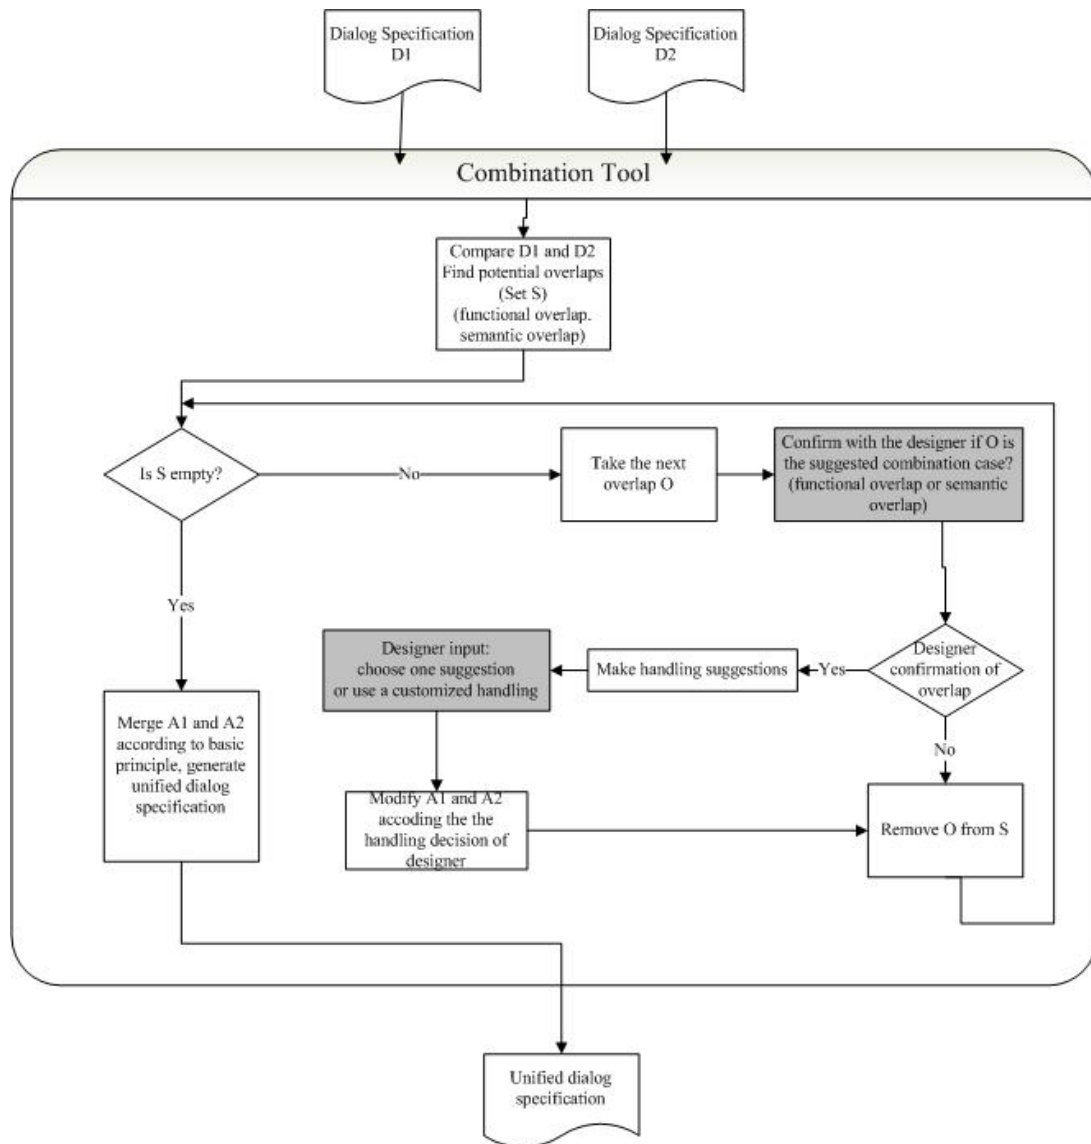 Dialog Specification
D1
Dialog Specification
D2
Combination Tool
Compare D1 and D2
Find potential overlaps
(Set S)
(functional overlap.
semantic overlap)
Is S empty?
No
Take the next
overlap O
Confirm with the designer if O is
the suggested combination case?
(functional overlap or semantic
overlap)
Yes
Designer input:
choose one suggestion
or use a customized handling
Make handling suggestions
Yes
Designer
confirmation of
overlap
No
Merge A1 and A2
according to basic
principle, generate
unified dialog
specification
Modify A1 and A2
accoding the the
handling decision of
designer
Remove O from S
Unified dialog
specification